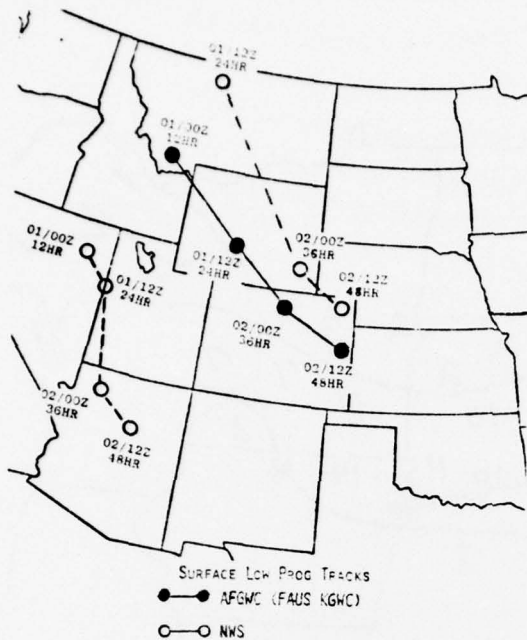 01/12Z
24HR
01/00Z
12HR
01/00Z
12HR
01/12Z
24HR
01/12Z
24HR
02/00Z
36HR
02/12Z
48HR
02/00Z
36HR
02/12Z
48HR
02/00Z
36HR
02/12Z
48HR
SURFACE LOW PROG TRACKS
AFGWC (FAUS KGWC)
NWS